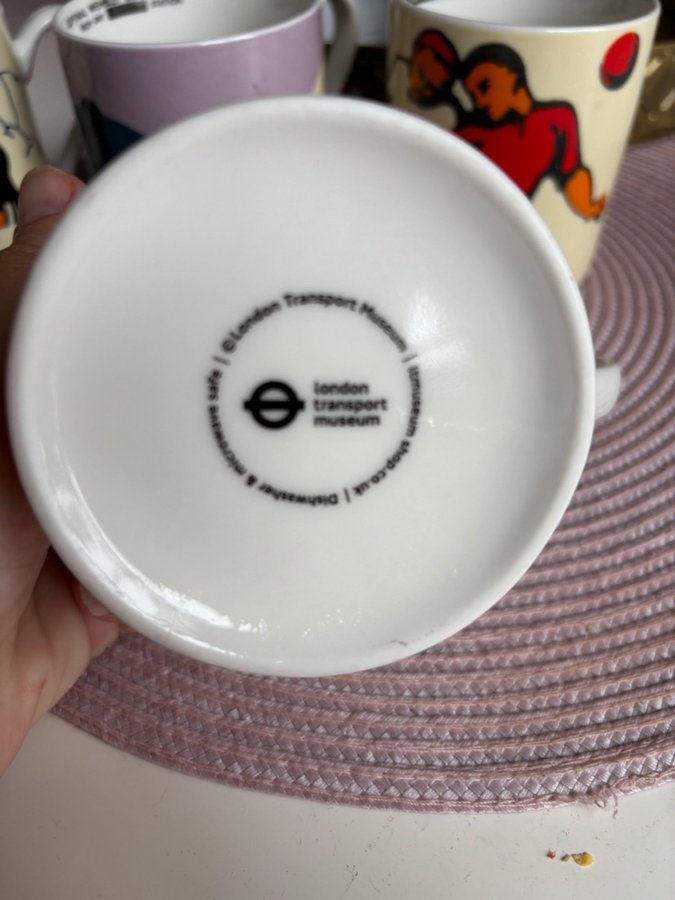 © London Transport Museum | ltmuseum shop.co.uk | Dishwasher & microwave safe |
london
transport
museum